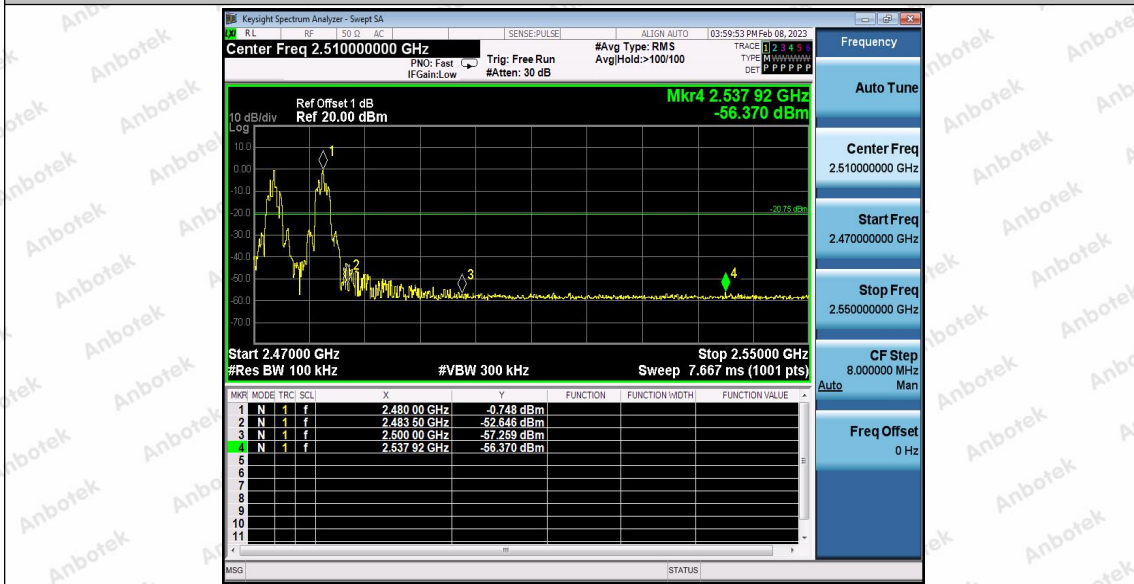 Keysight Spectrum Analyzer - Swept SA
LXI RL RF 50 Ω AC SENSE:PULSE ALIGN AUTO 03:59:53 PM Feb 08, 2023
Center Freq 2.510000000 GHz
#Avg Type: RMS
TRACE 1 2 3 4 5 6
PNO: Fast
Trig: Free Run
Avg|Hold:>100/100
TYPE MWWWWW
IFGain:Low
#Atten: 30 dB
DET P P P P P P
Frequency
Auto Tune
Mkr4 2.537 92 GHz
-56.370 dBm
Ref Offset 1 dB
10 dB/div Ref 20.00 dBm
Log
10.0
0.00
-10.0
-20.0
-30.0
-40.0
-50.0
-60.0
-70.0
1
2
3
4
-20.75 dBm
Start 2.47000 GHz
Stop 2.55000 GHz
#Res BW 100 kHz
#VBW 300 kHz
Sweep 7.667 ms (1001 pts)
Center Freq
2.510000000 GHz
Start Freq
2.470000000 GHz
Stop Freq
2.550000000 GHz
CF Step
8.000000 MHz
Auto Man
Freq Offset
0 Hz
MKR MODE TRC SCL X Y FUNCTION FUNCTION WIDTH FUNCTION VALUE
1 N 1 f 2.480 00 GHz -0.748 dBm
2 N 1 f 2.483 50 GHz -52.646 dBm
3 N 1 f 2.500 00 GHz -57.259 dBm
4 N 1 f 2.537 92 GHz -56.370 dBm
5
6
7
8
9
10
11
MSG STATUS
Anbotek